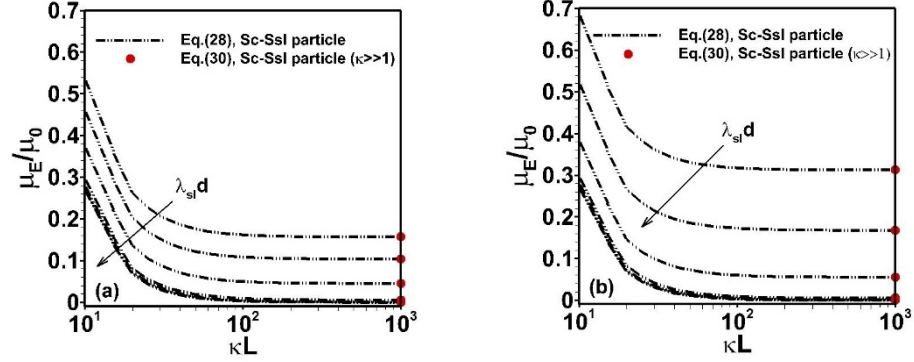 0.7
Eq.(28), Sc-Ssl particle
Eq.(30), Sc-Ssl particle (κ>>1)
0.6
0.5
0.4
0.3
0.2
0.1
0
μE/μ0
λsld
(a)
10¹ 10² 10³
κL
0.7
Eq.(28), Sc-Ssl particle
Eq.(30), Sc-Ssl particle (κ>>1)
0.6
0.5
0.4
0.3
0.2
0.1
0
μE/μ0
λsld
(b)
10¹ 10² 10³
κL